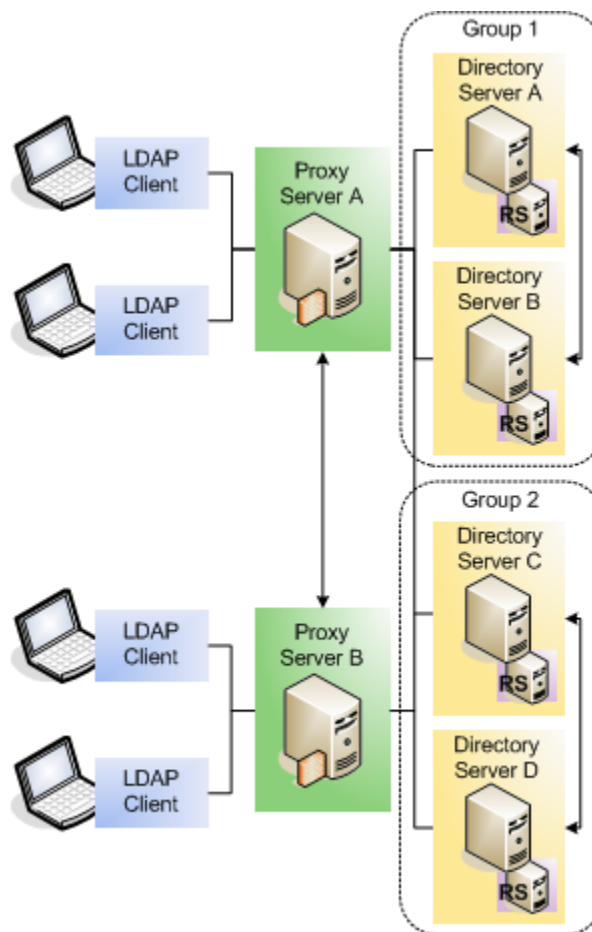 Group 1
Directory
Server A
RS
LDAP
Client
Proxy
Server A
LDAP
Client
Directory
Server B
RS
Group 2
Directory
Server C
RS
LDAP
Client
Proxy
Server B
LDAP
Client
Directory
Server D
RS